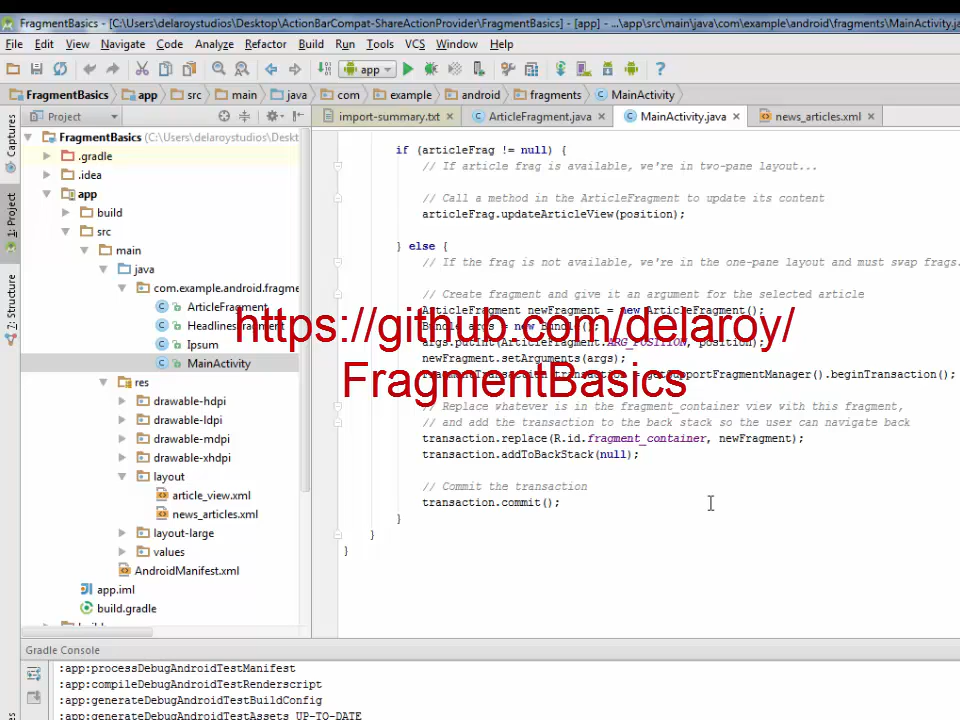 FragmentBasics - [C:\Users\delaroystudios\Desktop\ActionBarCompat-ShareActionProvider\FragmentBasics] - [app] - ...\app\src\main\java\com\example\android\fragments\MainActivity.ja
File Edit View Navigate Code Analyze Refactor Build Run Tools VCS Window Help
app
FragmentBasics app src main java com example android fragments MainActivity
Project
import-summary.txt ArticleFragment.java MainActivity.java news_articles.xml
Captures
1: Project
Z: Structure
FragmentBasics (C:\Users\delaroystudios\Deskt
.gradle
.idea
app
build
src
main
java
com.example.android.fragme
ArticleFragment
HeadlinesFragment
Ipsum
MainActivity
res
drawable-hdpi
drawable-ldpi
drawable-mdpi
drawable-xhdpi
layout
article_view.xml
news_articles.xml
layout-large
values
AndroidManifest.xml
app.iml
build.gradle
if (articleFrag != null) {
// If article frag is available, we're in two-pane layout...
// Call a method in the ArticleFragment to update its content
articleFrag.updateArticleView(position);
} else {
// If the frag is not available, we're in the one-pane layout and must swap frags.
// Create fragment and give it an argument for the selected article
ArticleFragment newFragment = new ArticleFragment();
Bundle args = new Bundle();
args.putInt(ArticleFragment.ARG_POSITION, position);
newFragment.setArguments(args);
FragmentTransaction transaction = getSupportFragmentManager().beginTransaction();
// Replace whatever is in the fragment_container view with this fragment,
// and add the transaction to the back stack so the user can navigate back
transaction.replace(R.id.fragment_container, newFragment);
transaction.addToBackStack(null);
// Commit the transaction
transaction.commit();
}
}
}
https://github.com/delaroy/
FragmentBasics
Gradle Console
:app:processDebugAndroidTestManifest
:app:compileDebugAndroidTestRenderscript
:app:generateDebugAndroidTestBuildConfig
:app:generateDebugAndroidTestAssets UP-TO-DATE